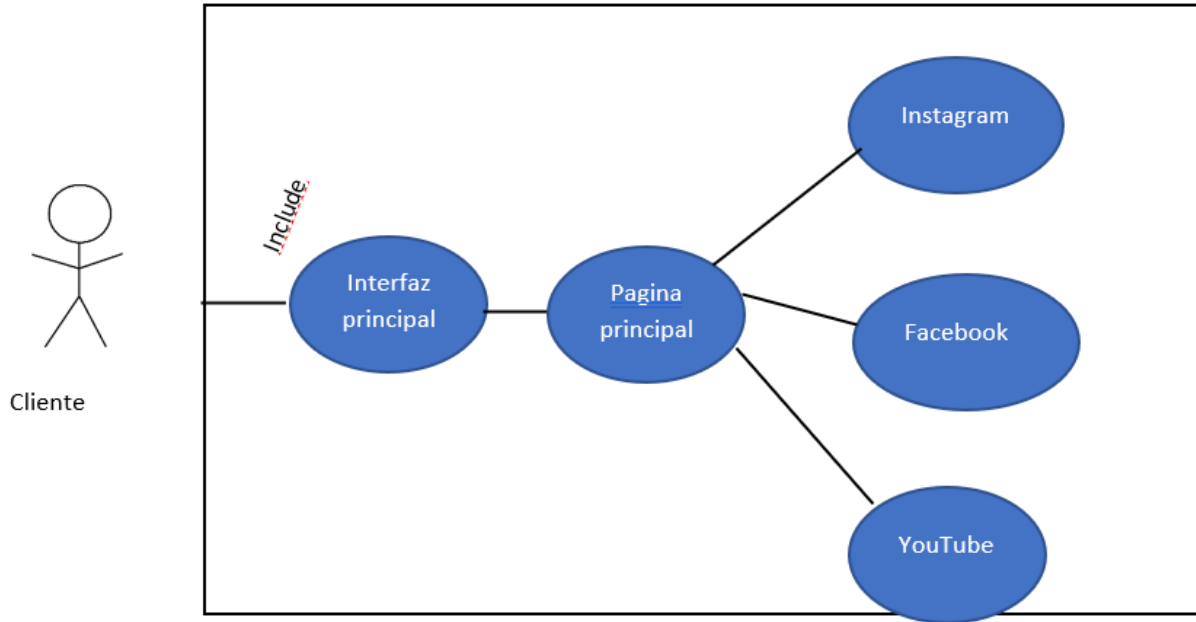 Instagram
Include
Interfaz
principal
Pagina
principal
Facebook
Cliente
YouTube